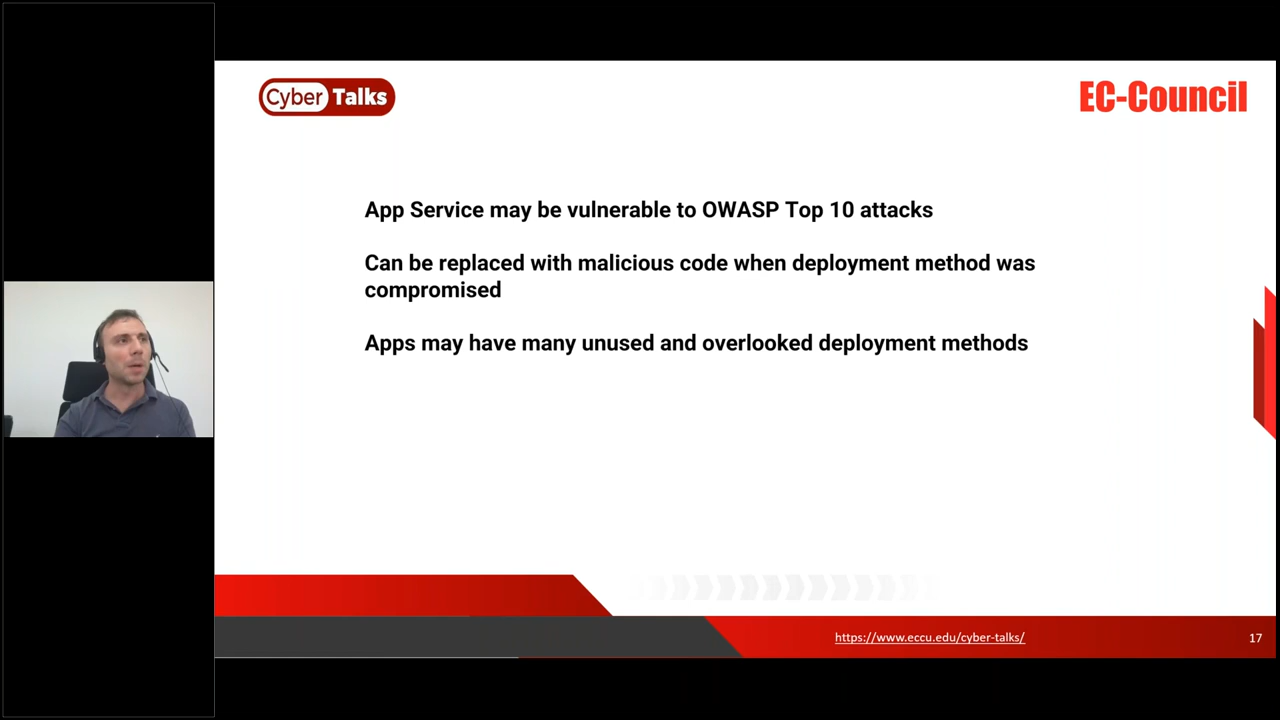 Cyber Talks
EC-Council
App Service may be vulnerable to OWASP Top 10 attacks
Can be replaced with malicious code when deployment method was
compromised
Apps may have many unused and overlooked deployment methods
https://www.eccu.edu/cyber-talks/
17